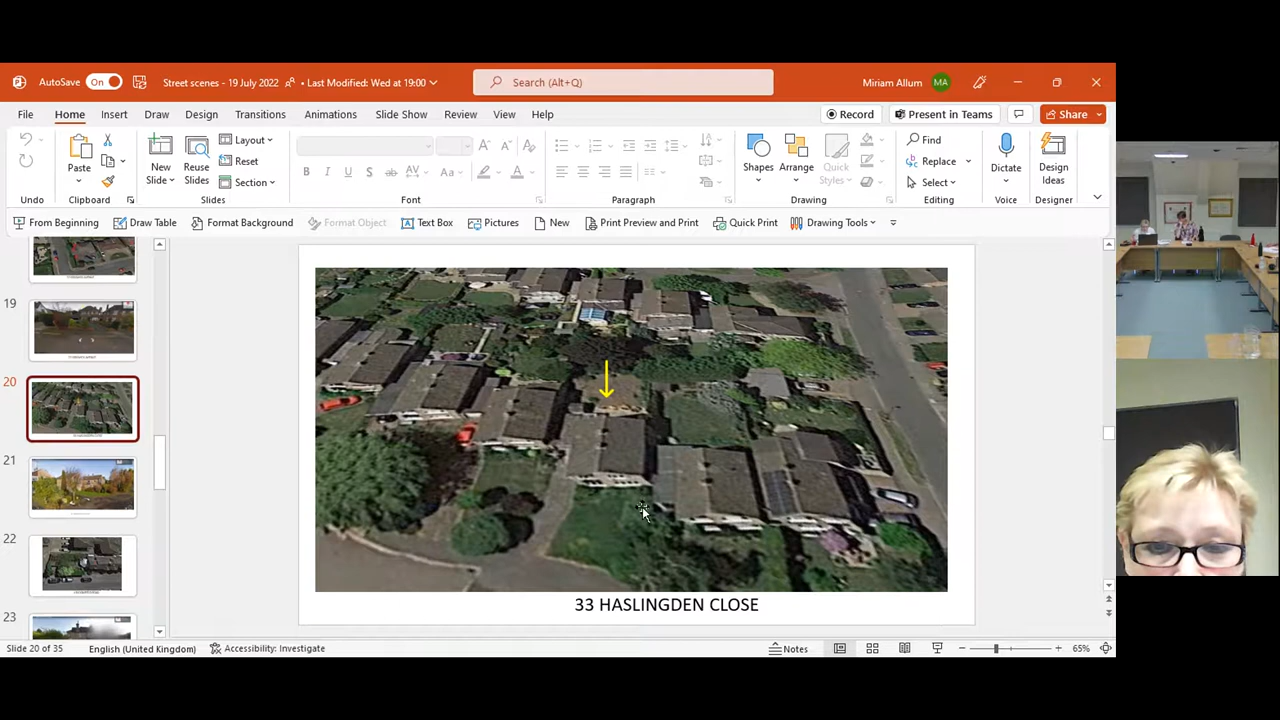 AutoSave On Street scenes - 19 July 2022 • Last Modified: Wed at 19:00 Search (Alt+Q) Miriam Allum MA
File Home Insert Draw Design Transitions Animations Slide Show Review View Help Record Present in Teams Share
Paste New Slide Reuse Slides Layout Reset Section
B I U S ab AV Aa A A A
Shapes Arrange Quick Styles Find Replace Select Dictate Design Ideas
Undo Clipboard Slides Font Paragraph Drawing Editing Voice Designer
From Beginning Draw Table Format Background Format Object Text Box Pictures New Print Preview and Print Quick Print Drawing Tools
19
20
21
22
23
33 HASLINGDEN CLOSE
Slide 20 of 35 English (United Kingdom) Accessibility: Investigate Notes 65%